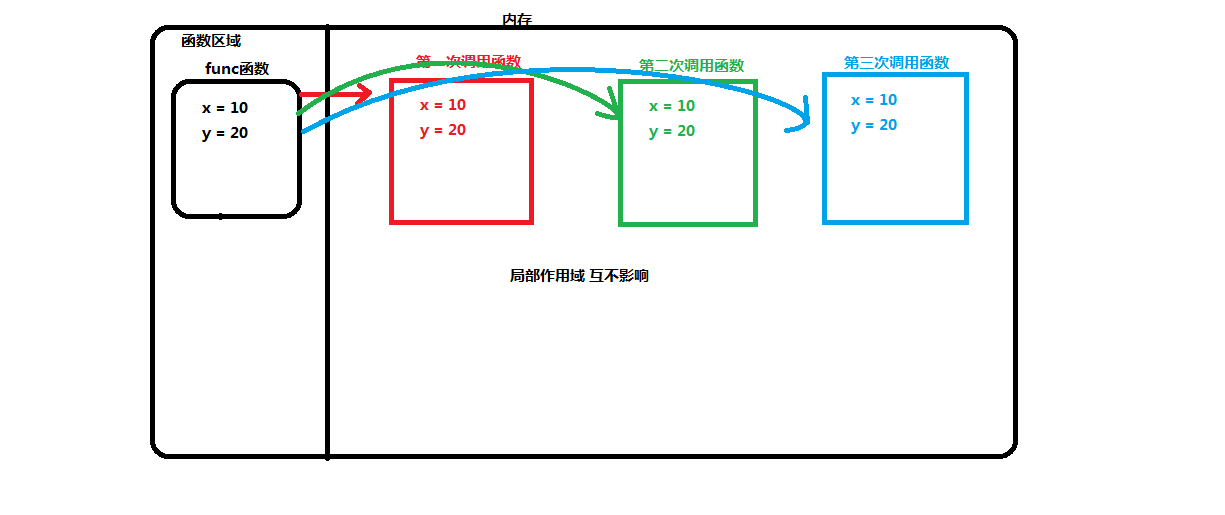 内存
函数区域
func函数
x = 10
y = 20
第一次调用函数
x = 10
y = 20
第二次调用函数
x = 10
y = 20
第三次调用函数
x = 10
y = 20
局部作用域 互不影响